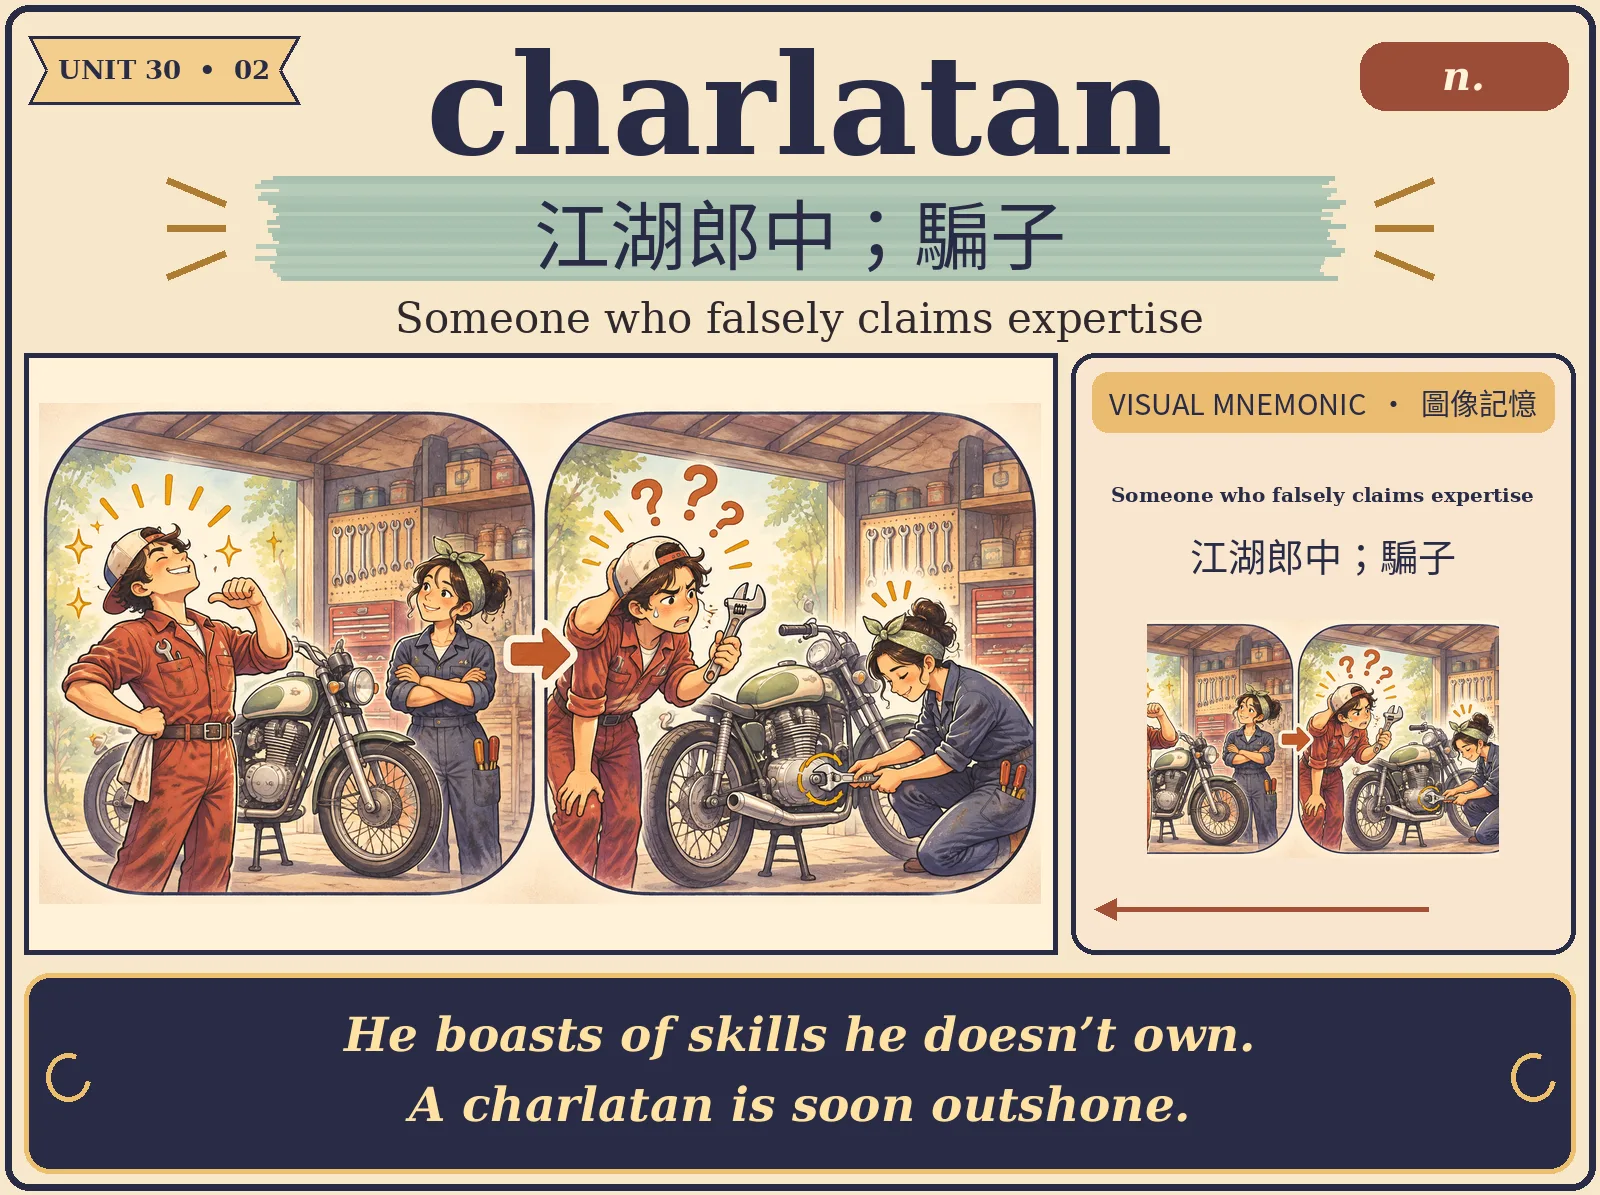 UNIT 30 • 02
charlatan
n.
江湖郎中；騙子
Someone who falsely claims expertise
VISUAL MNEMONIC • 圖像記憶
Someone who falsely claims expertise
江湖郎中；騙子
? ? ?
? ? ?
He boasts of skills he doesn’t own.
A charlatan is soon outshone.